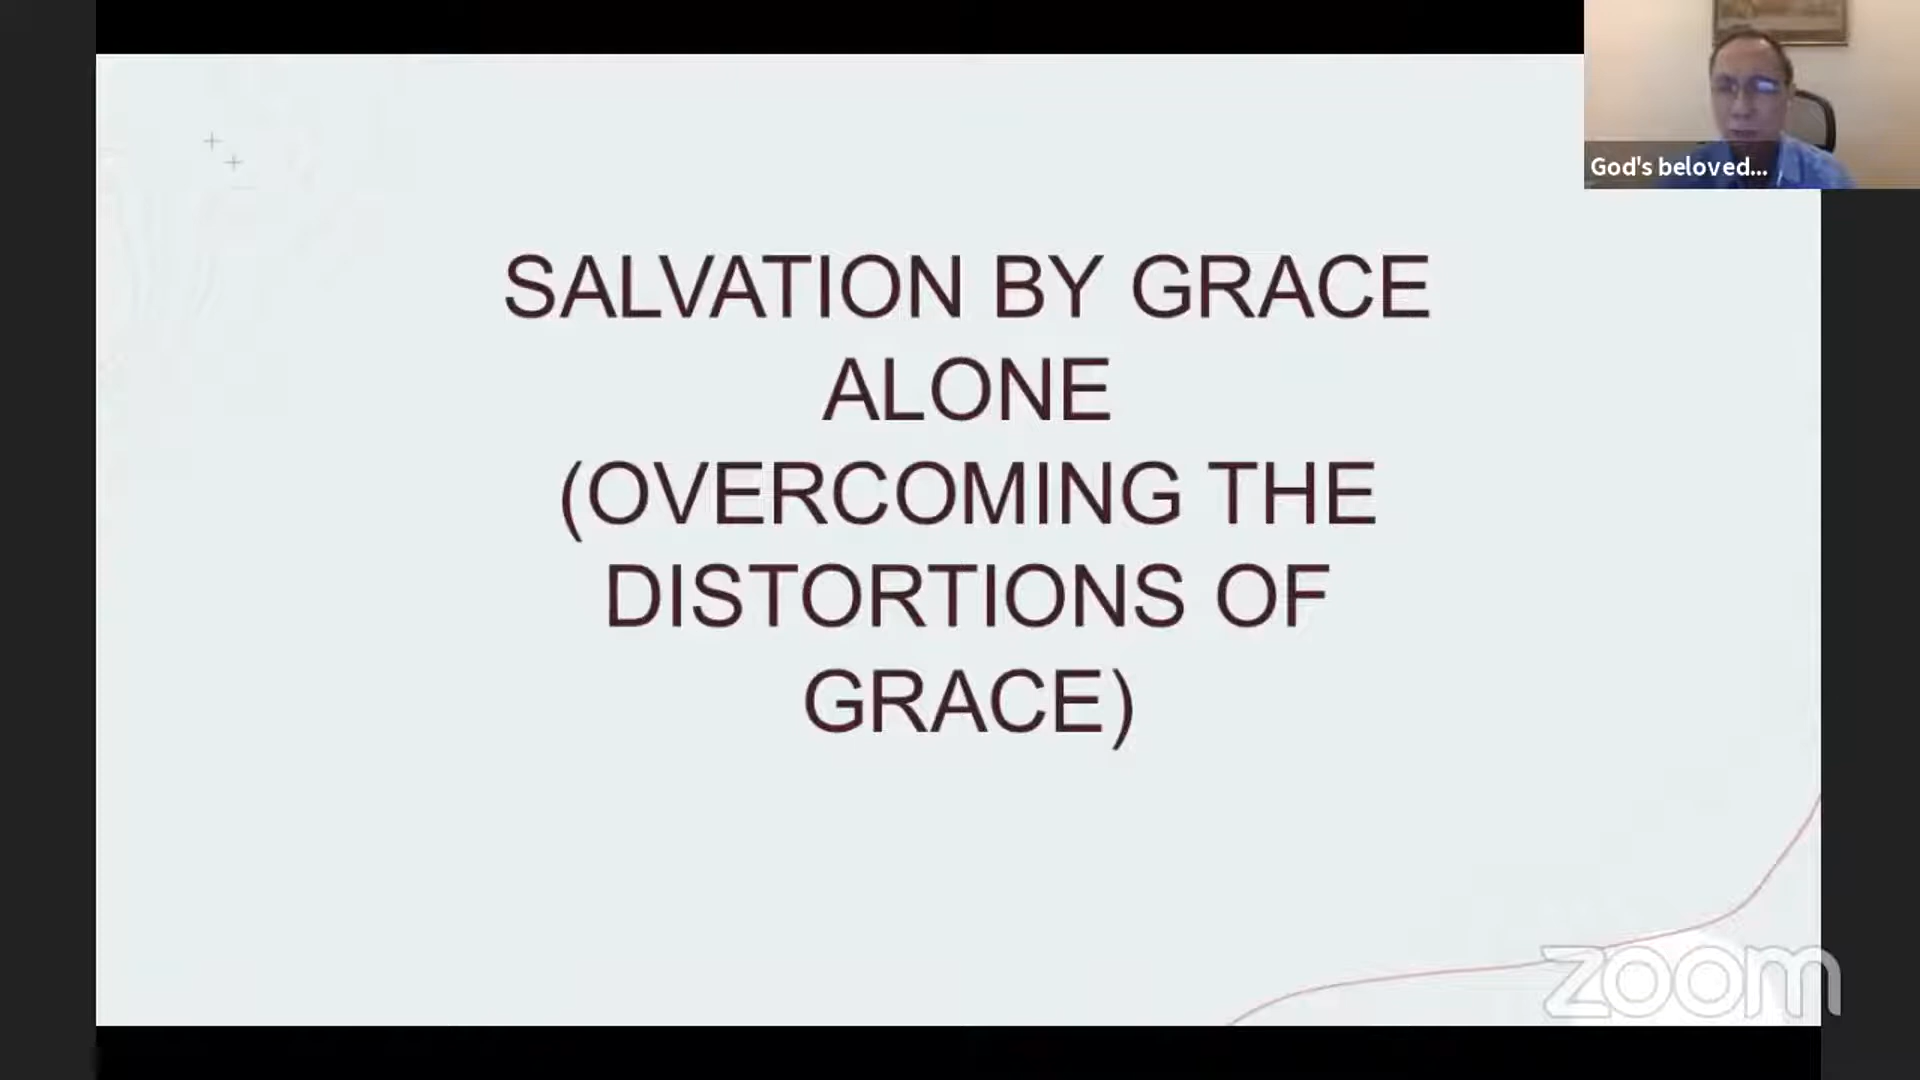 God's beloved...
SALVATION BY GRACE
ALONE
(OVERCOMING THE
DISTORTIONS OF
GRACE)
zoom